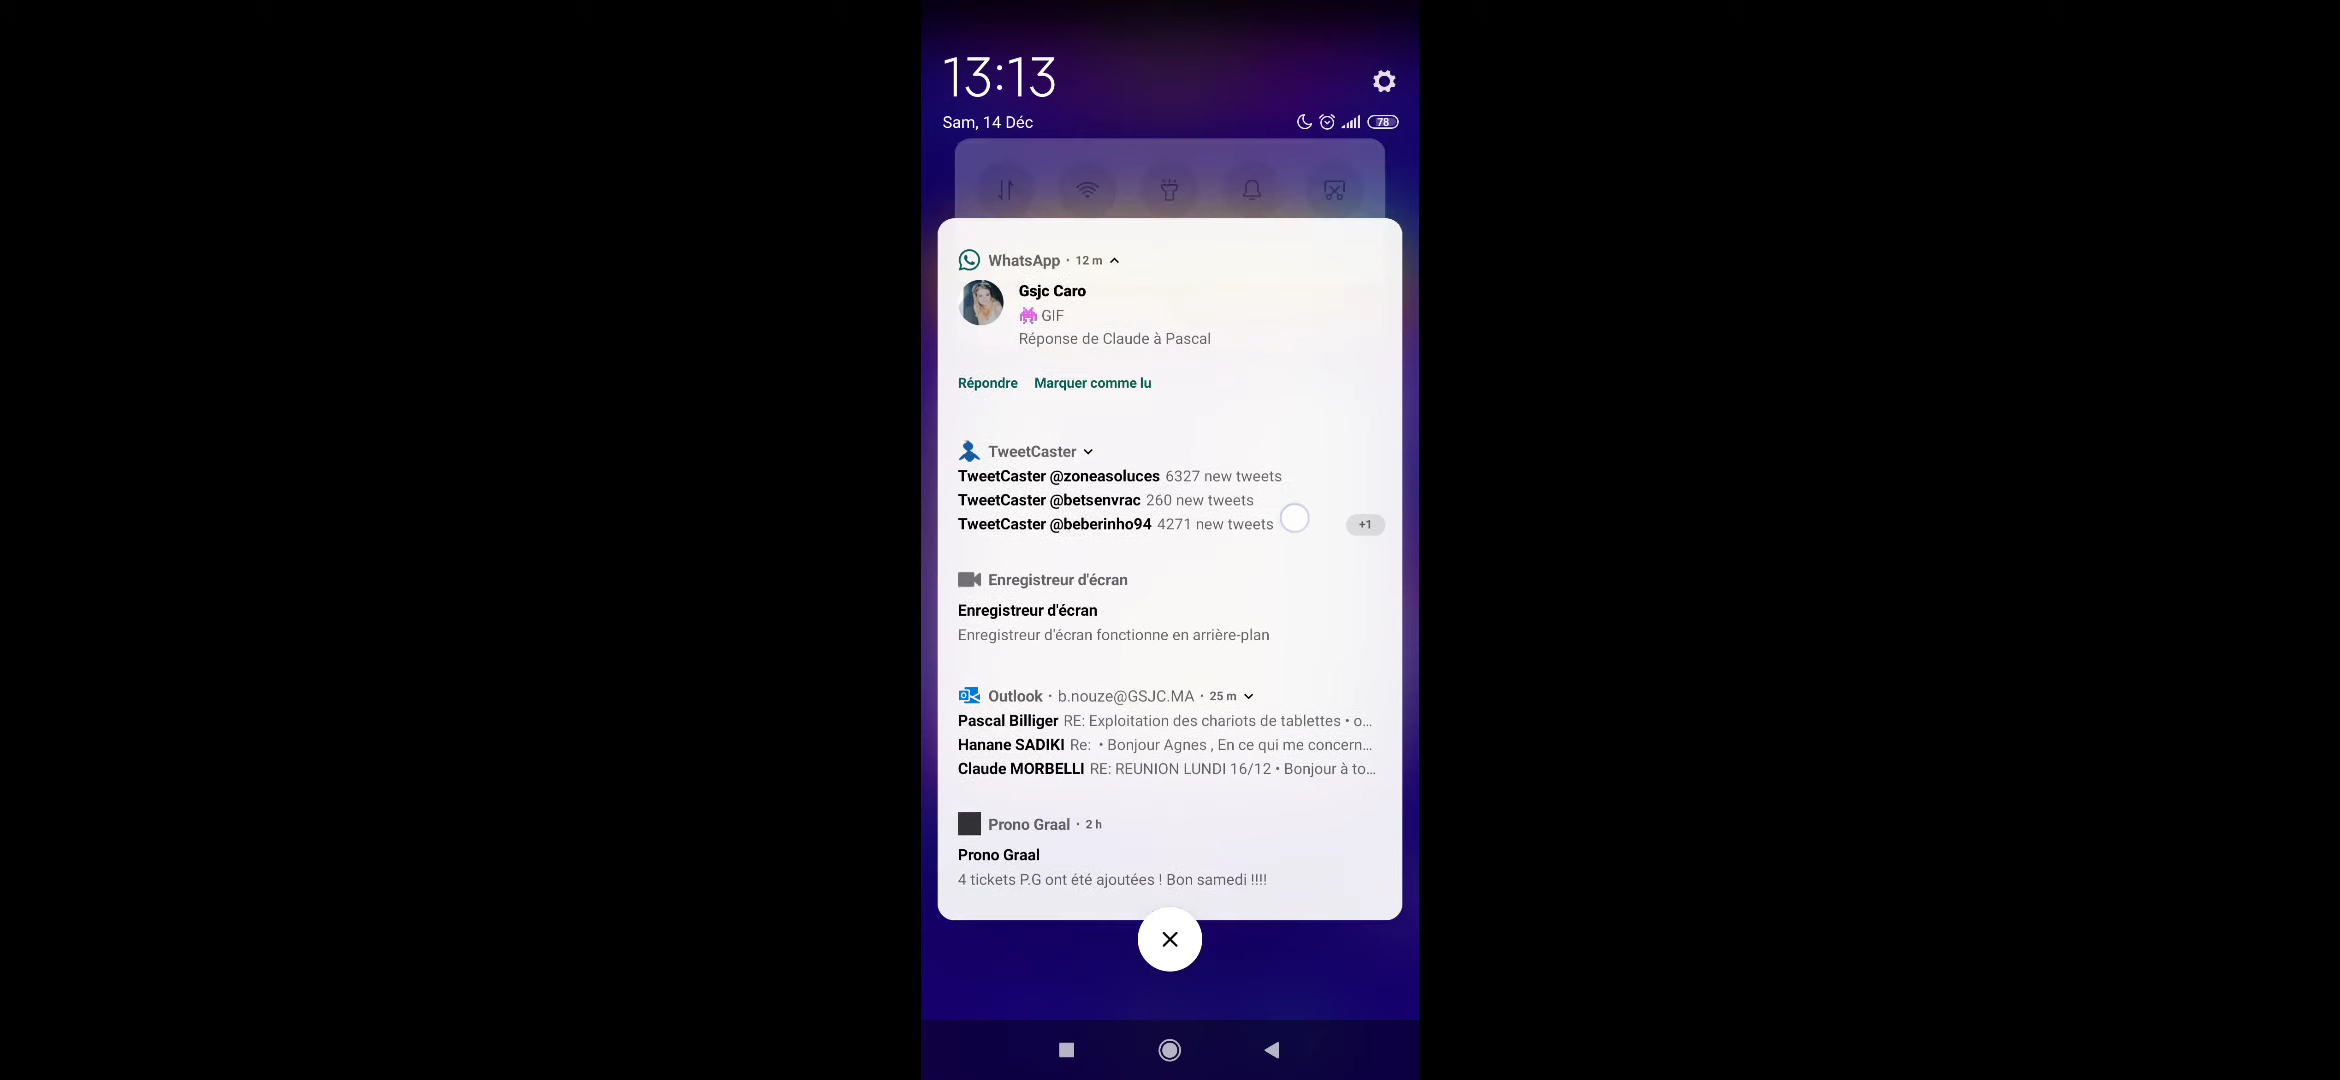 13:13
Sam, 14 Déc
78
WhatsApp · 12 m
Gsjc Caro
GIF
Réponse de Claude à Pascal
Répondre Marquer comme lu
TweetCaster
TweetCaster @zoneasoluces 6327 new tweets
TweetCaster @betsenvrac 260 new tweets
TweetCaster @beberinho94 4271 new tweets +1
Enregistreur d'écran
Enregistreur d'écran
Enregistreur d'écran fonctionne en arrière-plan
Outlook · b.nouze@GSJC.MA · 25 m
Pascal Billiger RE: Exploitation des chariots de tablettes • o...
Hanane SADIKI Re: • Bonjour Agnes , En ce qui me concern...
Claude MORBELLI RE: REUNION LUNDI 16/12 • Bonjour à to...
Prono Graal · 2 h
Prono Graal
4 tickets P.G ont été ajoutées ! Bon samedi !!!!